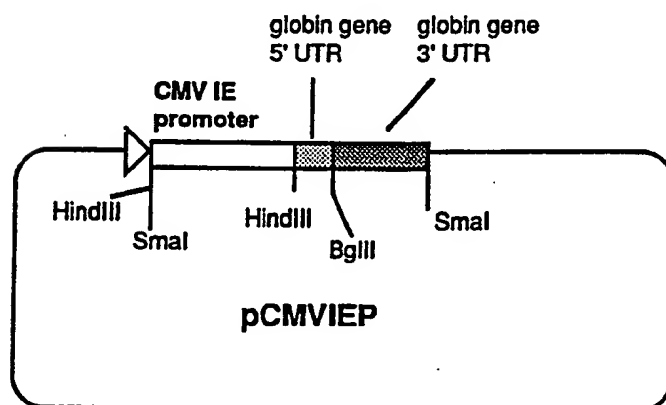 globin gene
5' UTR
globin gene
3' UTR
CMV IE
promoter
HindIII
SmaI
HindIII
BglII
SmaI
pCMVIEP